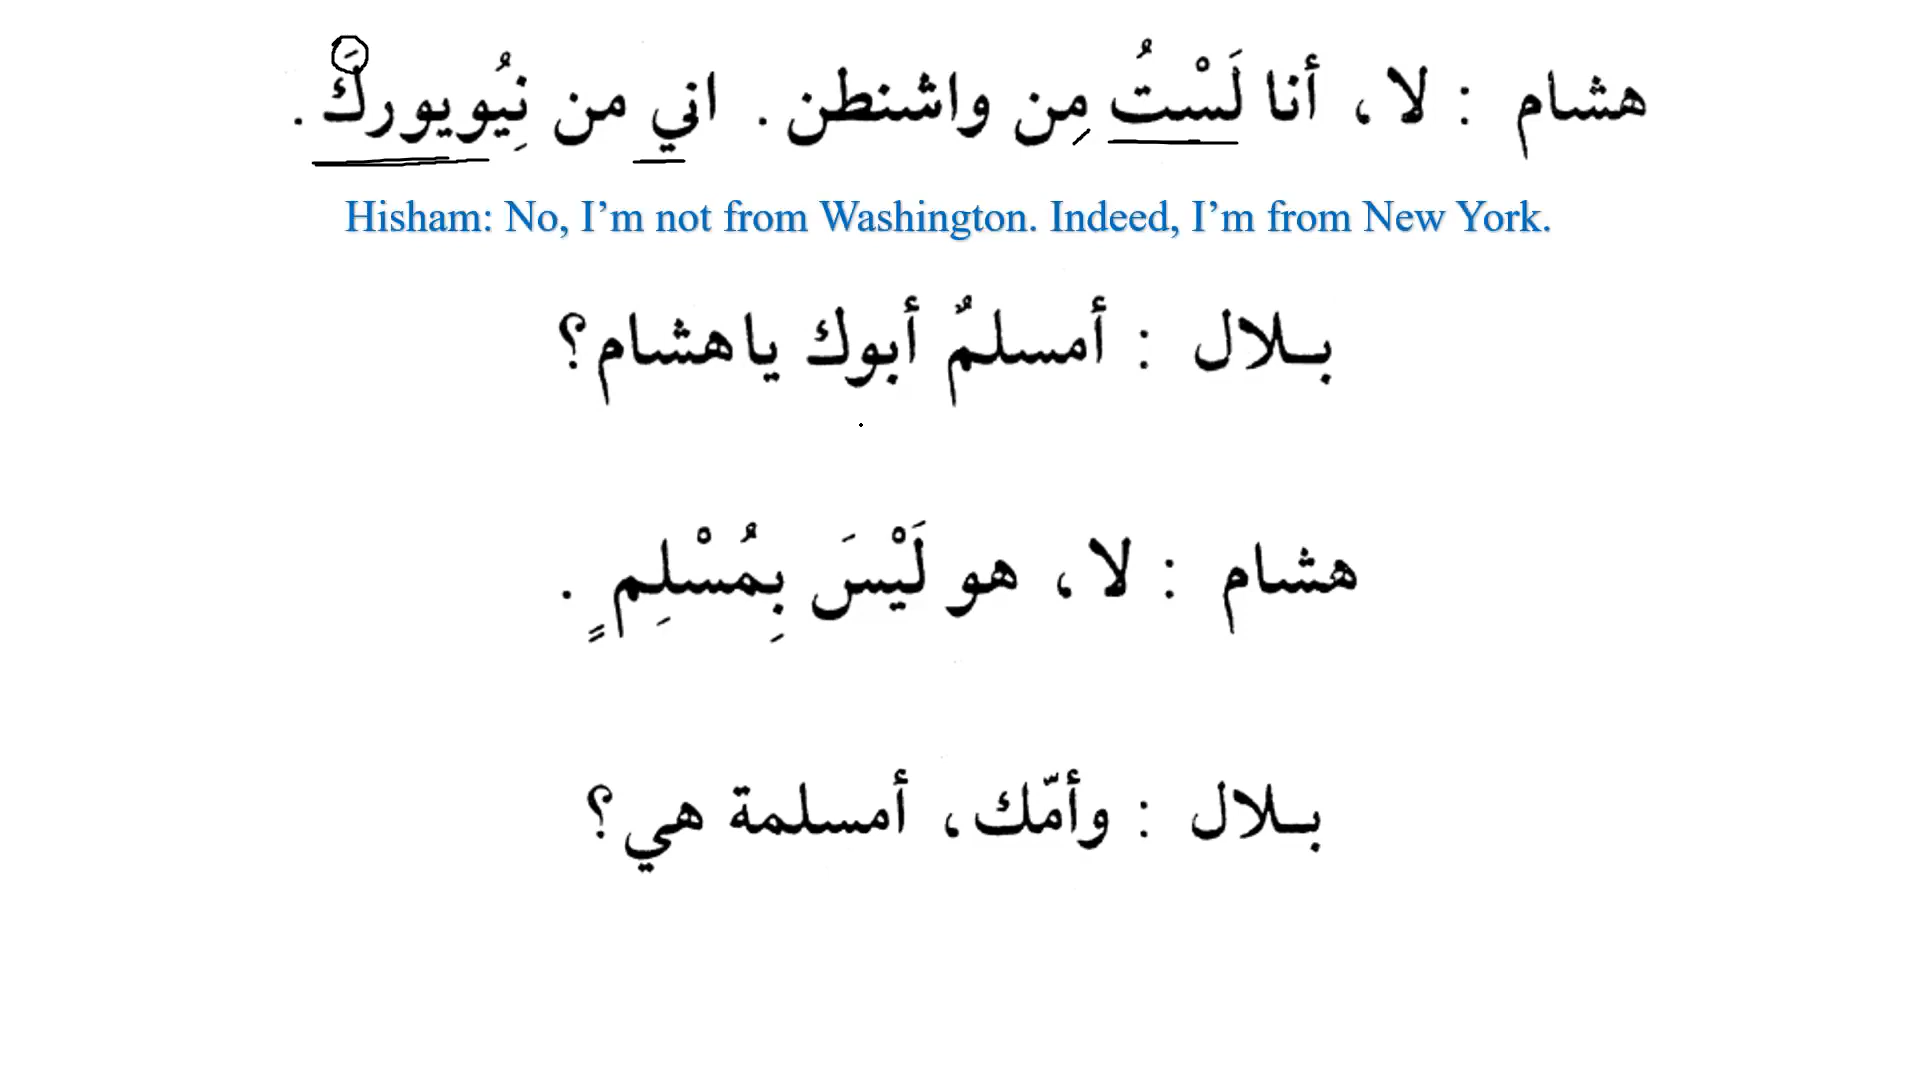 هشام : لا، أنا لَسْتُ مِن واشنطن . اني من نِيُويوركَ .
Hisham: No, I’m not from Washington. Indeed, I’m from New York.
بـلال : أمسلمٌ أبوك ياهشام؟
هشام : لا، هو لَيْسَ بِمُسْلِمٍ .
بـلال : وأمّك، أمسلمة هي؟